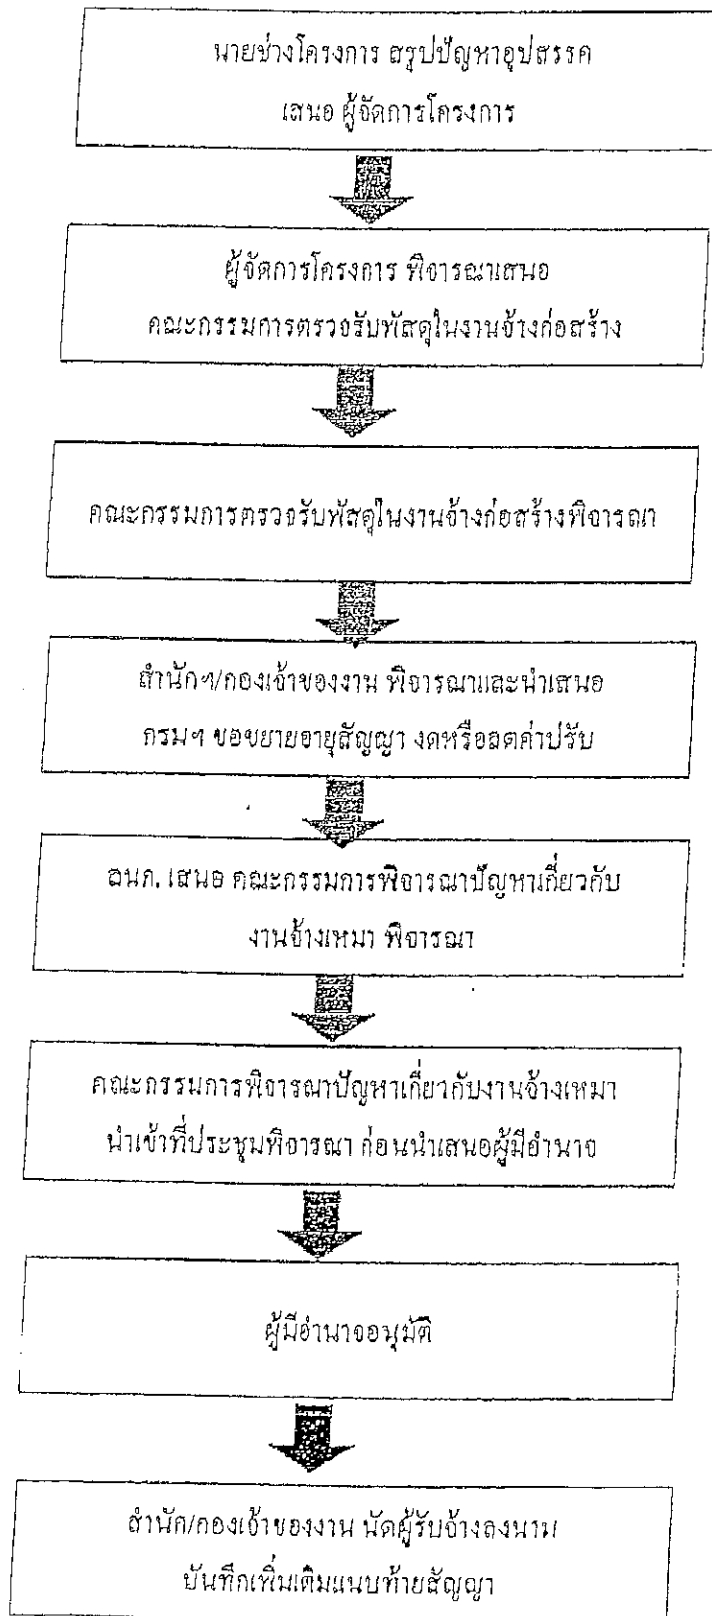 นายช่างโครงการ สรุปปัญหาอุปสรรค
เสนอ ผู้จัดการโครงการ
ผู้จัดการโครงการ พิจารณาเสนอ
คณะกรรมการตรวจรับพัสดุในงานจ้างก่อสร้าง
คณะกรรมการตรวจรับพัสดุในงานจ้างก่อสร้างพิจารณา
สำนักฯ/กองเจ้าของงาน พิจารณาและนำเสนอ
กรมฯ ขอขยายอายุสัญญา งดหรือลดค่าปรับ
สนก. เสนอ คณะกรรมการพิจารณาปัญหาเกี่ยวกับ
งานจ้างเหมา พิจารณา
คณะกรรมการพิจารณาปัญหาเกี่ยวกับงานจ้างเหมา
นำเข้าที่ประชุมพิจารณา ก่อนนำเสนอผู้มีอำนาจ
ผู้มีอำนาจอนุมัติ
สำนัก/กองเจ้าของงาน นัดผู้รับจ้างลงนาม
บันทึกเพิ่มเติมแนบท้ายสัญญา